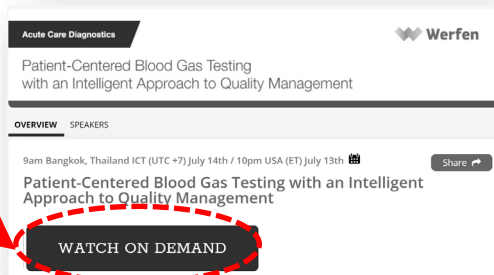 Acute Care Diagnostics
Werfen
Patient-Centered Blood Gas Testing
with an Intelligent Approach to Quality Management
OVERVIEW SPEAKERS
9am Bangkok, Thailand ICT (UTC +7) July 14th / 10pm USA (ET) July 13th
Share
Patient-Centered Blood Gas Testing with an Intelligent
Approach to Quality Management
WATCH ON DEMAND